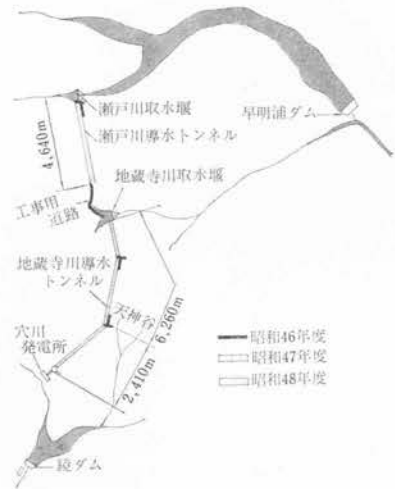 瀬戸川取水堰
早明浦ダム
瀬戸川導水トンネル
4,640m
地蔵寺川取水堰
工事用
道路
地蔵寺川導水
トンネル
天神谷
6,260m
穴川
発電所
2,410m
昭和46年度
昭和47年度
昭和48年度
鏡ダム